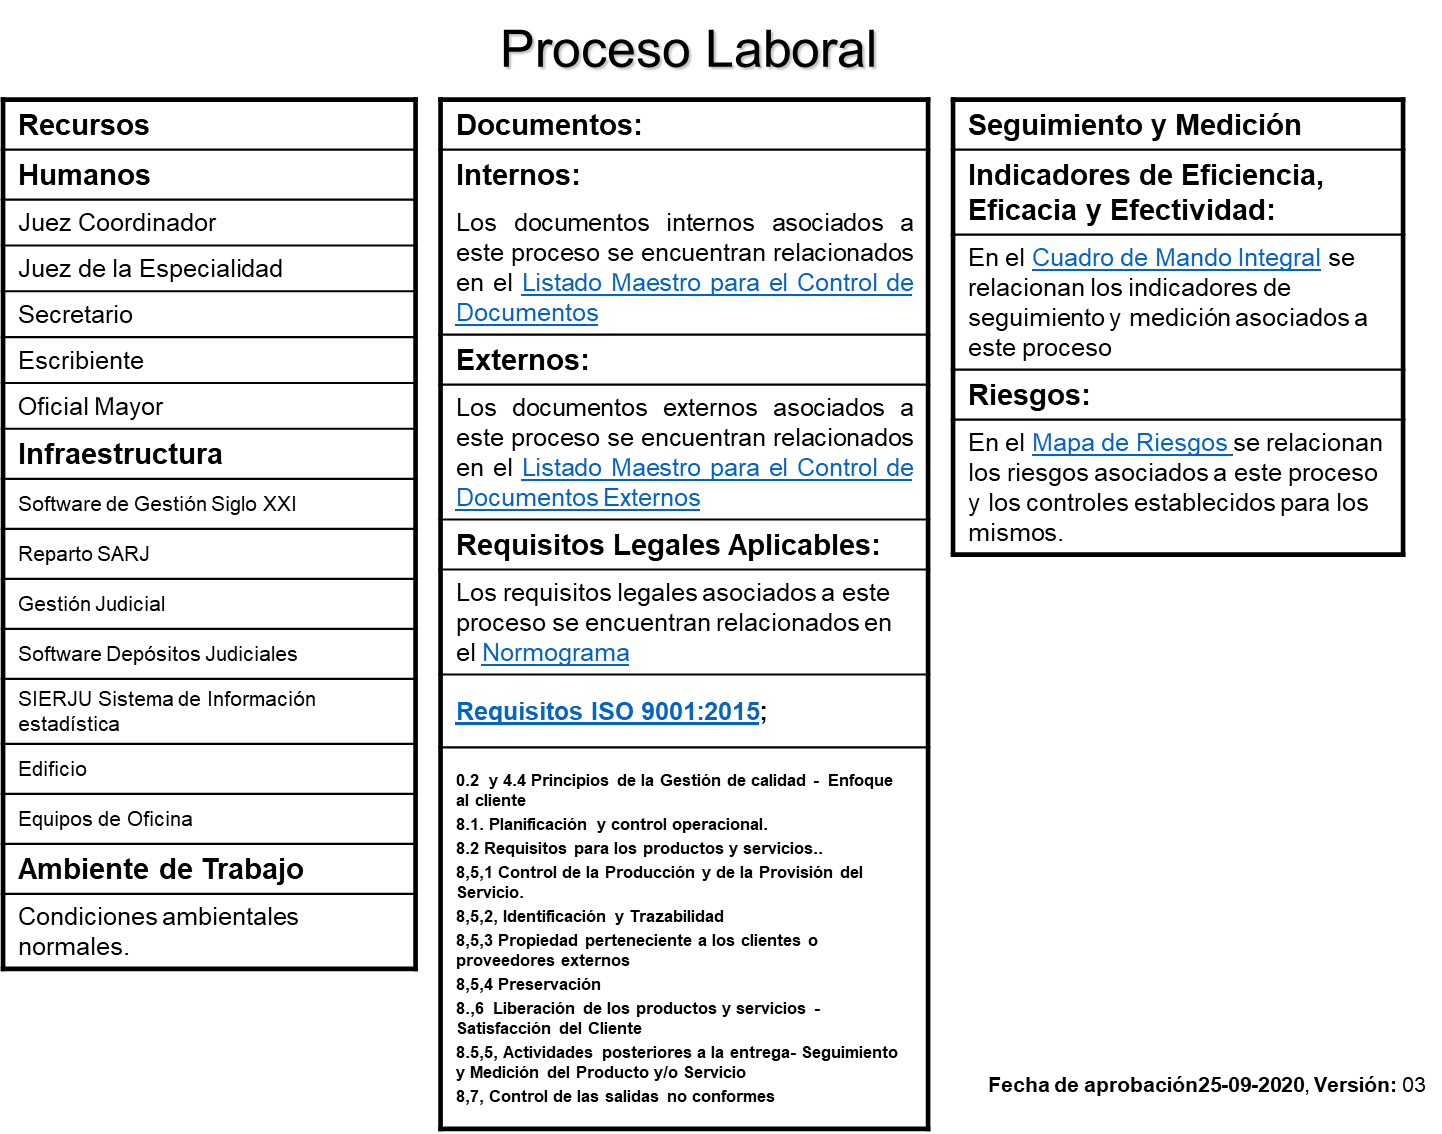 Proceso Laboral
Recursos
Humanos
Juez Coordinador
Juez de la Especialidad
Secretario
Escribiente
Oficial Mayor
Infraestructura
Software de Gestión Siglo XXI
Reparto SARJ
Gestión Judicial
Software Depósitos Judiciales
SIERJU Sistema de Información
estadística
Edificio
Equipos de Oficina
Ambiente de Trabajo
Condiciones ambientales
normales.
Documentos:
Internos:
Los documentos internos asociados a
este proceso se encuentran relacionados
en el Listado Maestro para el Control de
Documentos
Externos:
Los documentos externos asociados a
este proceso se encuentran relacionados
en el Listado Maestro para el Control de
Documentos Externos
Requisitos Legales Aplicables:
Los requisitos legales asociados a este
proceso se encuentran relacionados en
el Normograma
Requisitos ISO 9001:2015;
0.2 y 4.4 Principios de la Gestión de calidad - Enfoque
al cliente
8.1. Planificación y control operacional.
8.2 Requisitos para los productos y servicios..
8,5,1 Control de la Producción y de la Provisión del
Servicio.
8,5,2, Identificación y Trazabilidad
8,5,3 Propiedad perteneciente a los clientes o
proveedores externos
8,5,4 Preservación
8.,6 Liberación de los productos y servicios -
Satisfacción del Cliente
8.5,5, Actividades posteriores a la entrega- Seguimiento
y Medición del Producto y/o Servicio
8,7, Control de las salidas no conformes
Seguimiento y Medición
Indicadores de Eficiencia,
Eficacia y Efectividad:
En el Cuadro de Mando Integral se
relacionan los indicadores de
seguimiento y medición asociados a
este proceso
Riesgos:
En el Mapa de Riesgos se relacionan
los riesgos asociados a este proceso
y los controles establecidos para los
mismos.
Fecha de aprobación25-09-2020, Versión: 03